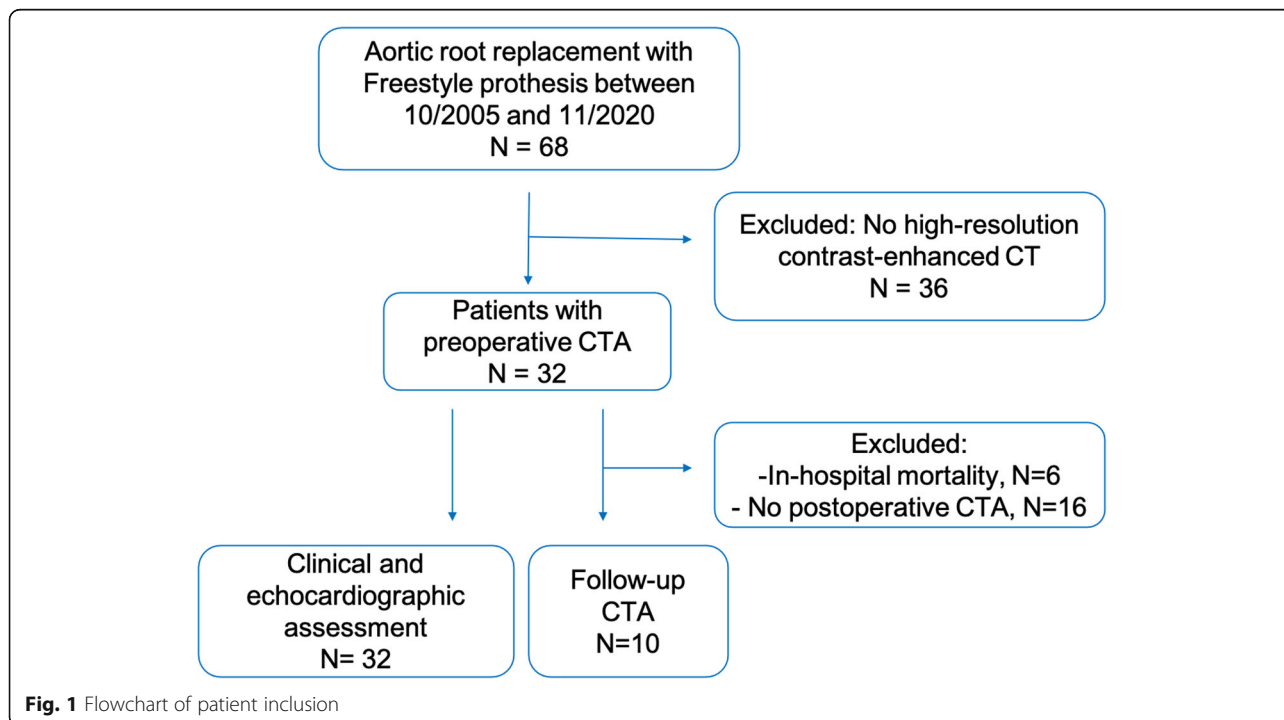 Aortic root replacement with
Freestyle prothesis between
10/2005 and 11/2020
N = 68
Excluded: No high-resolution
contrast-enhanced CT
N = 36
Patients with
preoperative CTA
N = 32
Excluded:
-In-hospital mortality, N=6
- No postoperative CTA, N=16
Clinical and
echocardiographic
assessment
N= 32
Follow-up
CTA
N=10
Fig. 1 Flowchart of patient inclusion